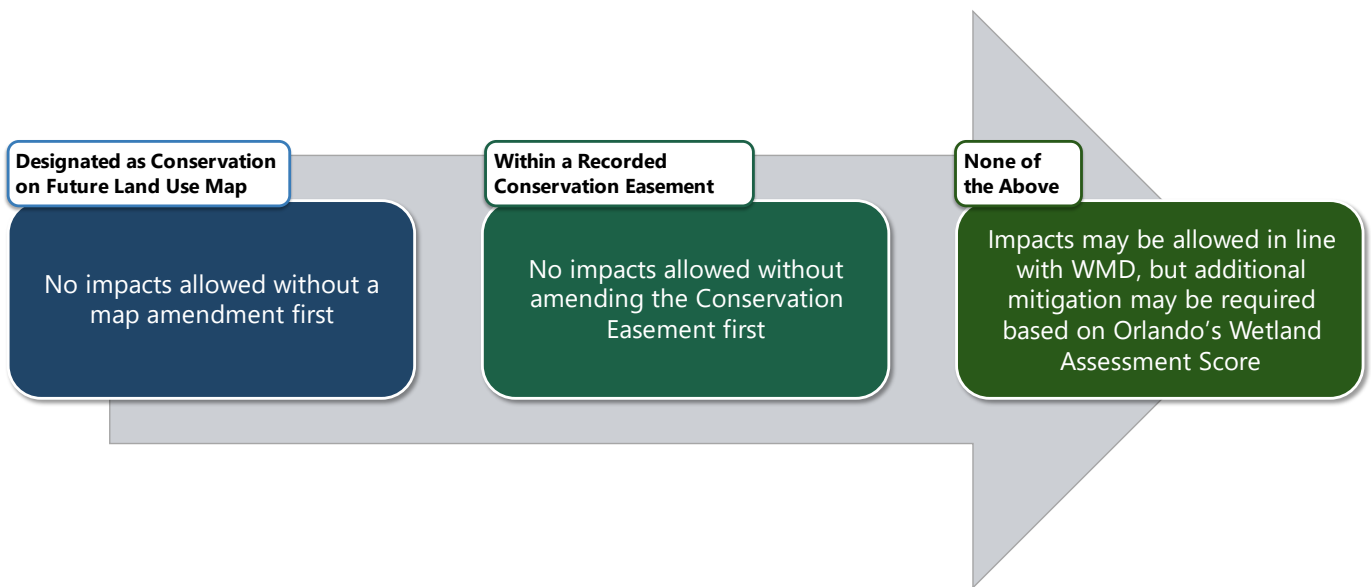 Designated as Conservation
on Future Land Use Map
No impacts allowed without a
map amendment first
Within a Recorded
Conservation Easement
No impacts allowed without
amending the Conservation
Easement first
None of
the Above
Impacts may be allowed in line
with WMD, but additional
mitigation may be required
based on Orlando’s Wetland
Assessment Score